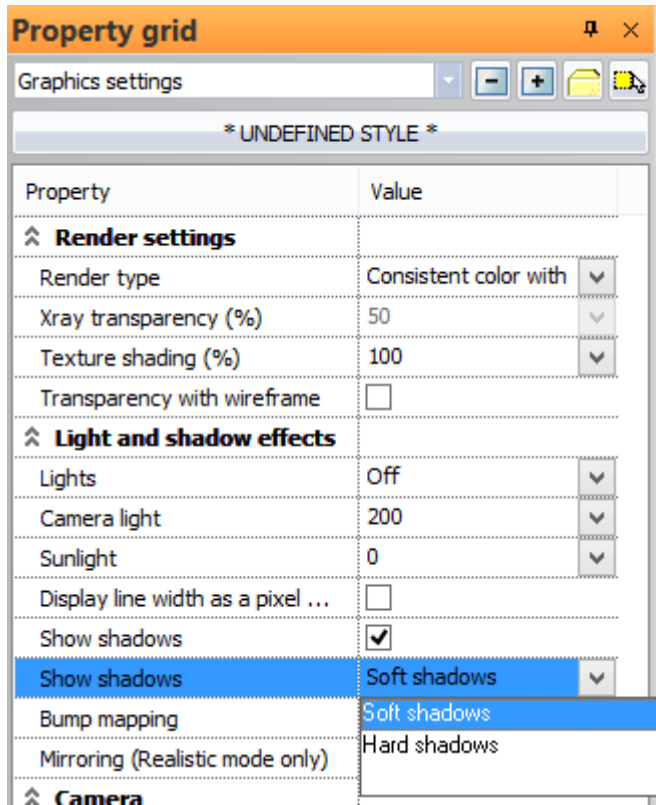 Property grid
Graphics settings
* UNDEFINED STYLE *
Property Value
Render settings
Render type Consistent color with
Xray transparency (%) 50
Texture shading (%) 100
Transparency with wireframe
Light and shadow effects
Lights Off
Camera light 200
Sunlight 0
Display line width as a pixel ...
Show shadows
Show shadows Soft shadows
Soft shadows
Bump mapping
Hard shadows
Mirroring (Realistic mode only)
Camera